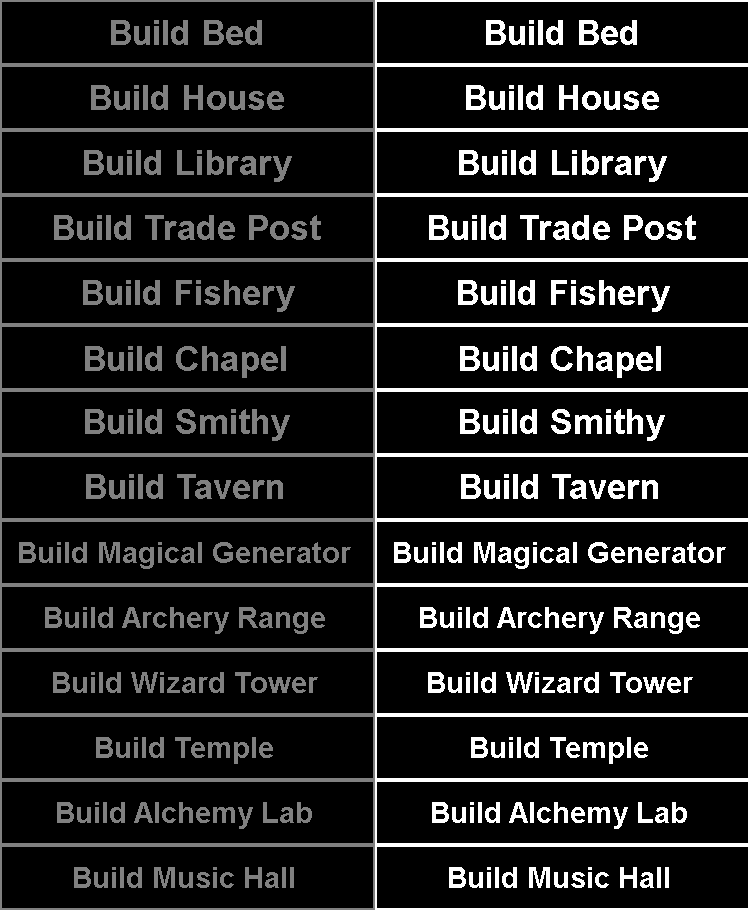 Build Bed Build Bed
Build House Build House
Build Library Build Library
Build Trade Post Build Trade Post
Build Fishery Build Fishery
Build Chapel Build Chapel
Build Smithy Build Smithy
Build Tavern Build Tavern
Build Magical Generator Build Magical Generator
Build Archery Range Build Archery Range
Build Wizard Tower Build Wizard Tower
Build Temple Build Temple
Build Alchemy Lab Build Alchemy Lab
Build Music Hall Build Music Hall